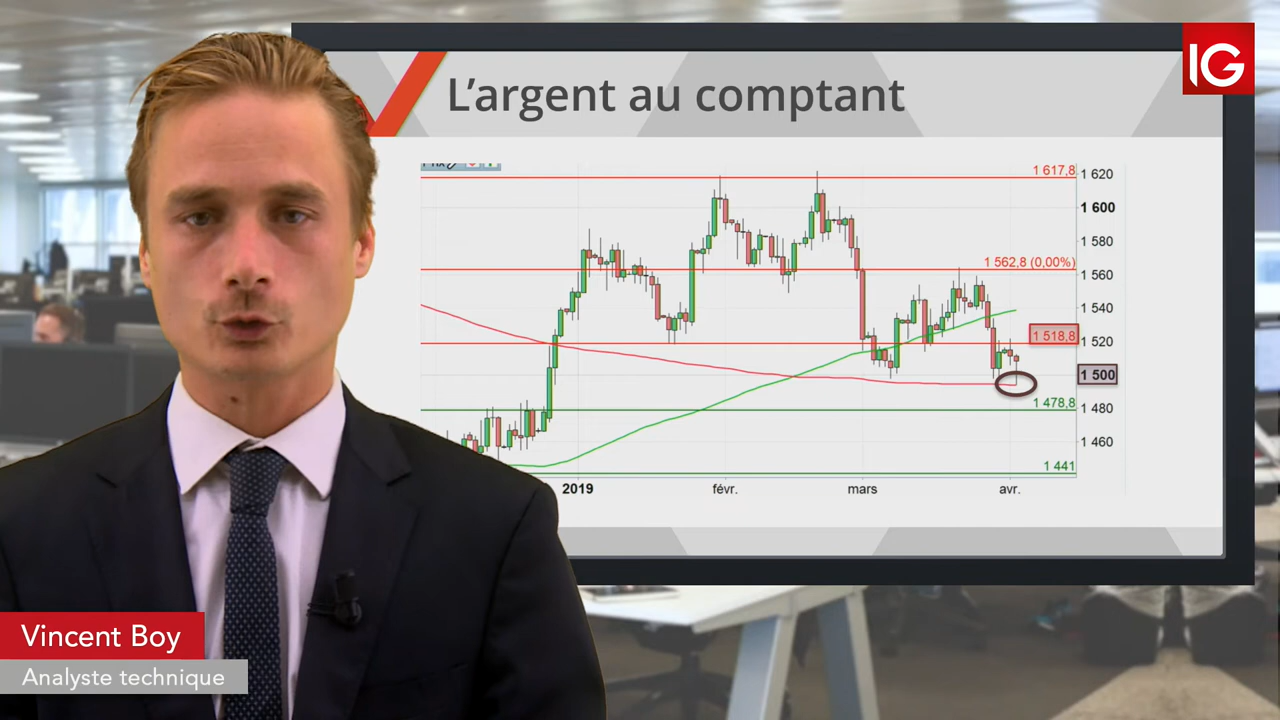 L'argent au comptant
IG
1 617,8
1 620
1 600
1 580
1 562,8 (0,00%)
1 560
1 540
1 518,8
1 520
1 500
1 478,8
1 480
1 460
1 441
2019
févr.
mars
avr.
Vincent Boy
Analyste technique